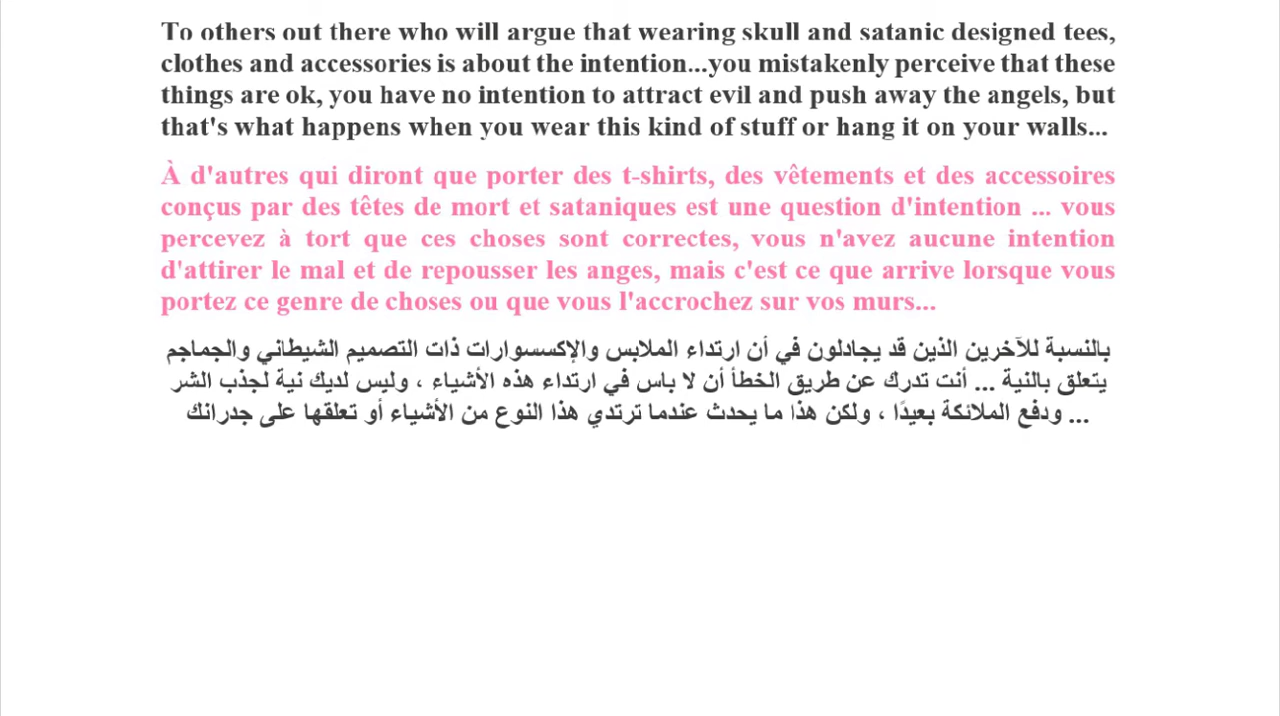 To others out there who will argue that wearing skull and satanic designed tees,
clothes and accessories is about the intention...you mistakenly perceive that these
things are ok, you have no intention to attract evil and push away the angels, but
that's what happens when you wear this kind of stuff or hang it on your walls...
À d'autres qui diront que porter des t-shirts, des vêtements et des accessoires
conçus par des têtes de mort et sataniques est une question d'intention ... vous
percevez à tort que ces choses sont correctes, vous n'avez aucune intention
d'attirer le mal et de repousser les anges, mais c'est ce que arrive lorsque vous
portez ce genre de choses ou que vous l'accrochez sur vos murs...
بالنسبة للآخرين الذين قد يجادلون في أن ارتداء الملابس والإكسسوارات ذات التصميم الشيطاني والجماجم
يتعلق بالنية ... أنت تدرك عن طريق الخطأ أن لا باس في ارتداء هذه الأشياء ، وليس لديك نية لجذب الشر
ودفع الملائكة بعيدًا ، ولكن هذا ما يحدث عندما ترتدي هذا النوع من الأشياء أو تعلقها على جدرانك ...